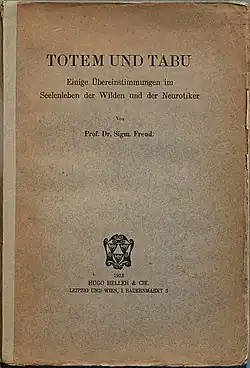 TOTEM UND TABU
Einige Übereinstimmungen im
Seelenleben der Wilden und der Neurotiker
Von
Prof. Dr. Sigm. Freud.
1913
HUGO HELLER & CIE.
LEIPZIG UND WIEN, I. BAUERNMARKT 3